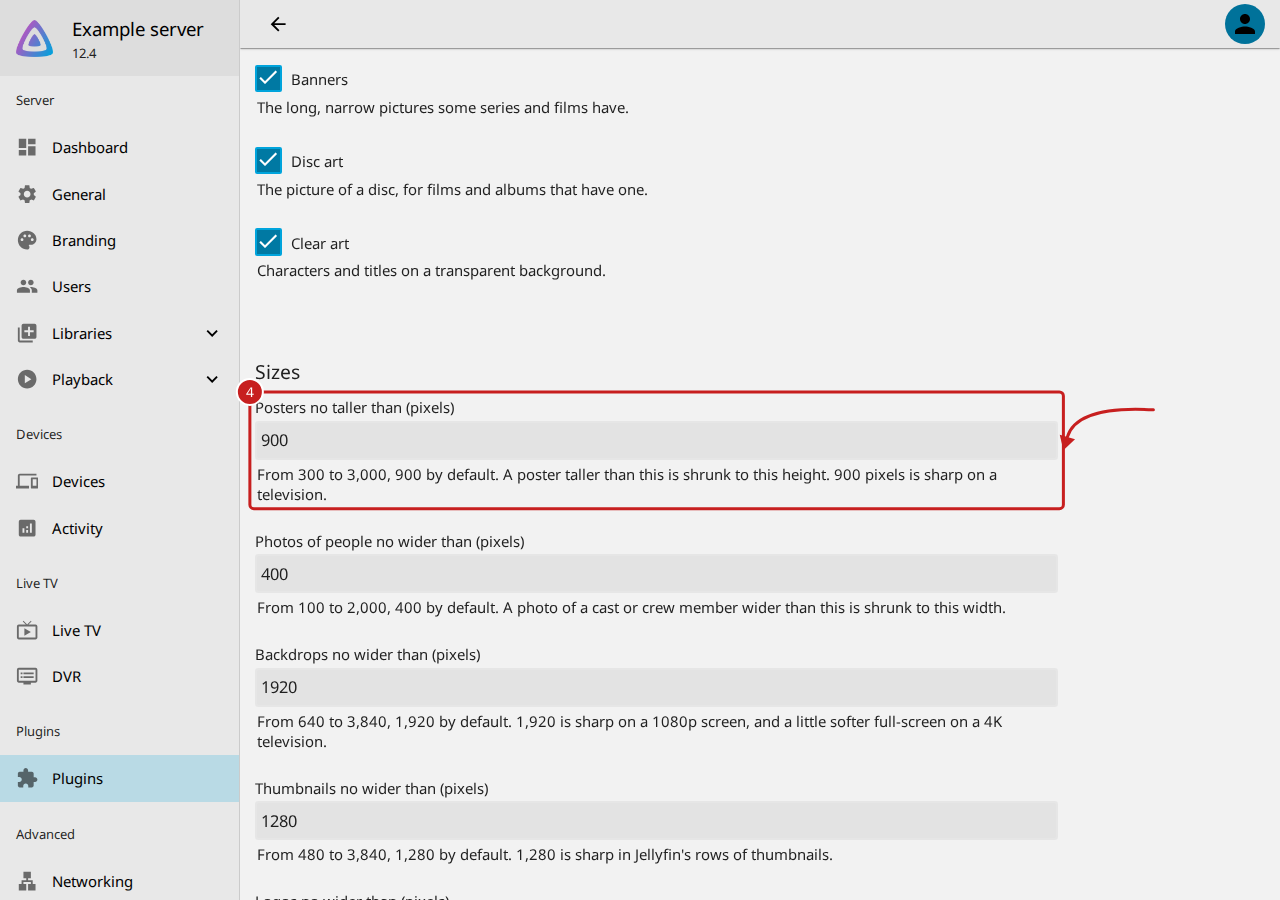 Example server
12.4
Server
Dashboard
General
Branding
Users
Libraries
Playback
Devices
Devices
Activity
Live TV
Live TV
DVR
Plugins
Plugins
Advanced
Networking
Banners
The long, narrow pictures some series and films have.
Disc art
The picture of a disc, for films and albums that have one.
Clear art
Characters and titles on a transparent background.
Sizes
4
Posters no taller than (pixels)
900
From 300 to 3,000, 900 by default. A poster taller than this is shrunk to this height. 900 pixels is sharp on a
television.
Photos of people no wider than (pixels)
400
From 100 to 2,000, 400 by default. A photo of a cast or crew member wider than this is shrunk to this width.
Backdrops no wider than (pixels)
1920
From 640 to 3,840, 1,920 by default. 1,920 is sharp on a 1080p screen, and a little softer full-screen on a 4K
television.
Thumbnails no wider than (pixels)
1280
From 480 to 3,840, 1,280 by default. 1,280 is sharp in Jellyfin's rows of thumbnails.